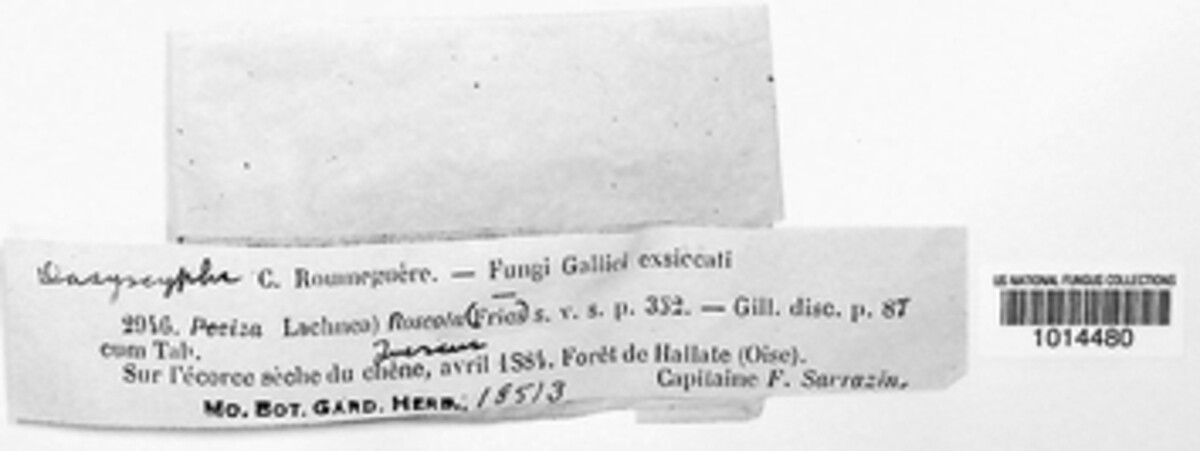 Dasyscypha C. Roumeguère. — Fungi Gallici exsiccati
2946. Peziza Lachnea) Roseola (Fries) s. v. s. p. 352. — Gill. disc. p. 87
cum Tab.
Quercus
Sur l'écorce sèche du chêne, avril 1884. Forêt de Hallate (Oise).
Capitaine F. Sarrazin.
MO. BOT. GARD. HERB., 18513
US NATIONAL FUNGUS COLLECTIONS
1014480